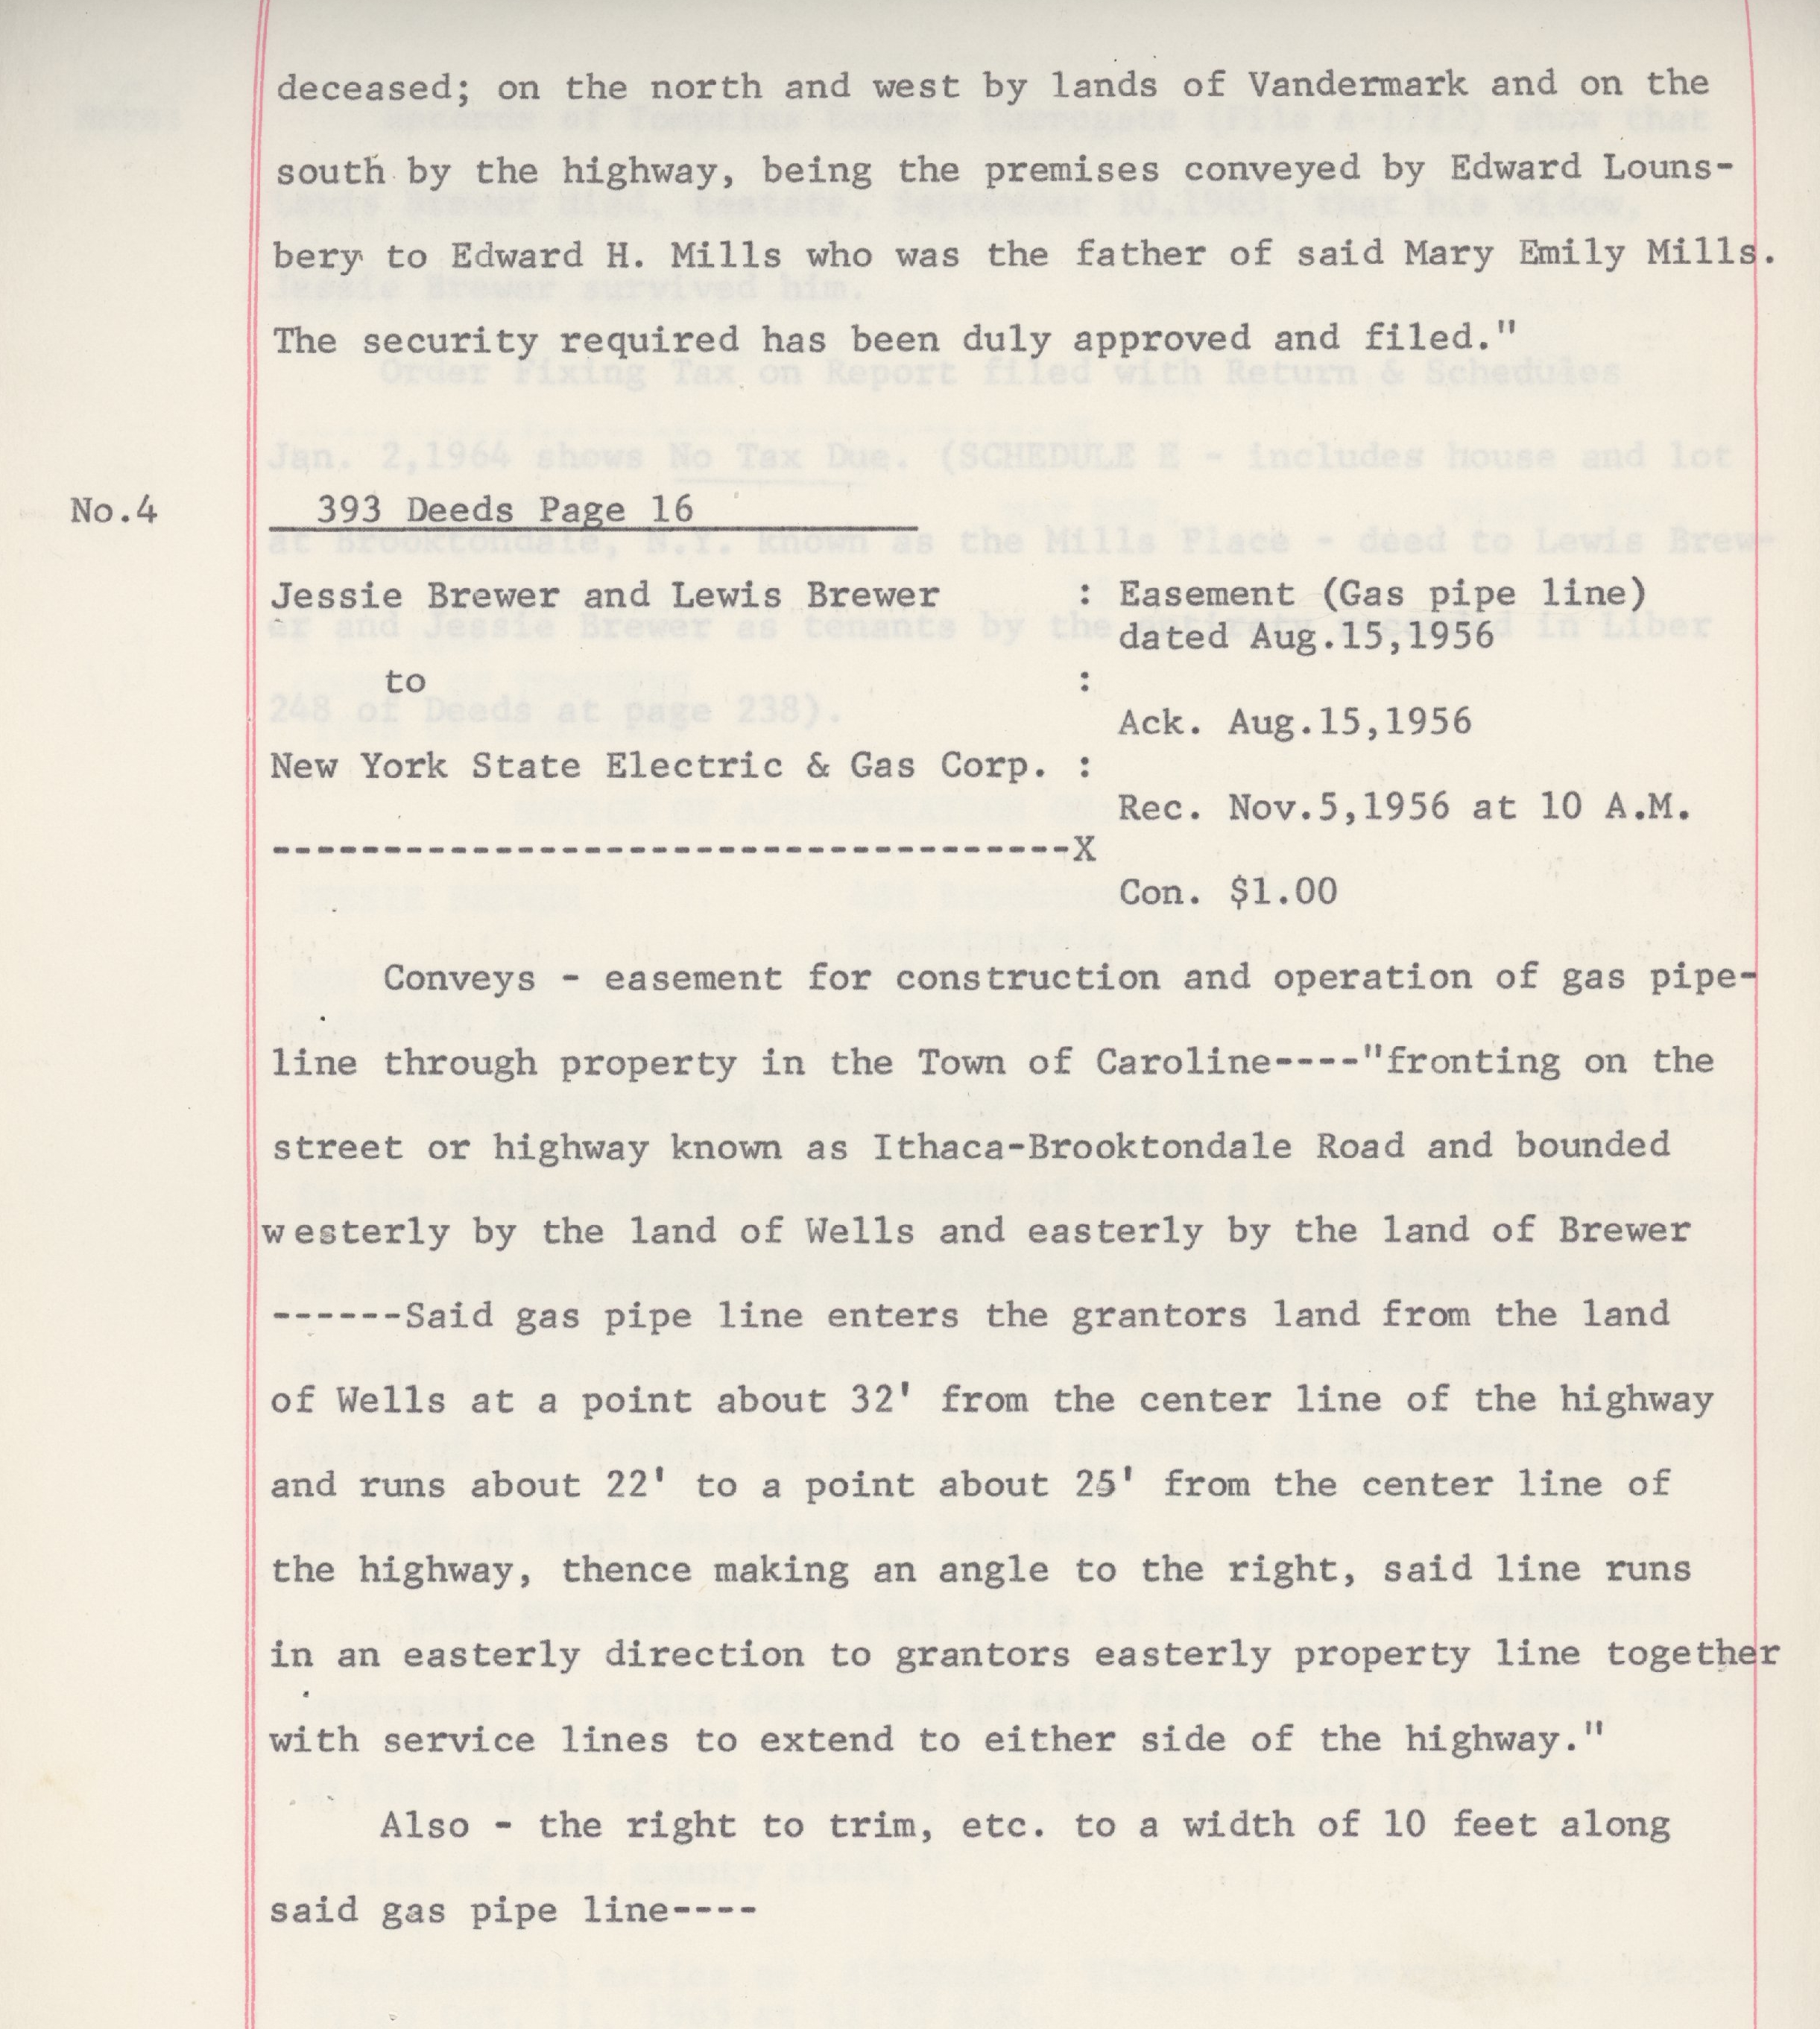 deceased; on the north and west by lands of Vandermark and on the
south by the highway, being the premises conveyed by Edward Louns-
bery to Edward H. Mills who was the father of said Mary Emily Mills.
The security required has been duly approved and filed."
No.4 393 Deeds Page 16
Jessie Brewer and Lewis Brewer : Easement (Gas pipe line)
dated Aug.15,1956
to :
Ack. Aug.15,1956
New York State Electric & Gas Corp. :
Rec. Nov.5,1956 at 10 A.M.
------------------------------------X
Con. $1.00
Conveys - easement for construction and operation of gas pipe-
line through property in the Town of Caroline----"fronting on the
street or highway known as Ithaca-Brooktondale Road and bounded
westerly by the land of Wells and easterly by the land of Brewer
------Said gas pipe line enters the grantors land from the land
of Wells at a point about 32' from the center line of the highway
and runs about 22' to a point about 25' from the center line of
the highway, thence making an angle to the right, said line runs
in an easterly direction to grantors easterly property line together
with service lines to extend to either side of the highway."
Also - the right to trim, etc. to a width of 10 feet along
said gas pipe line----